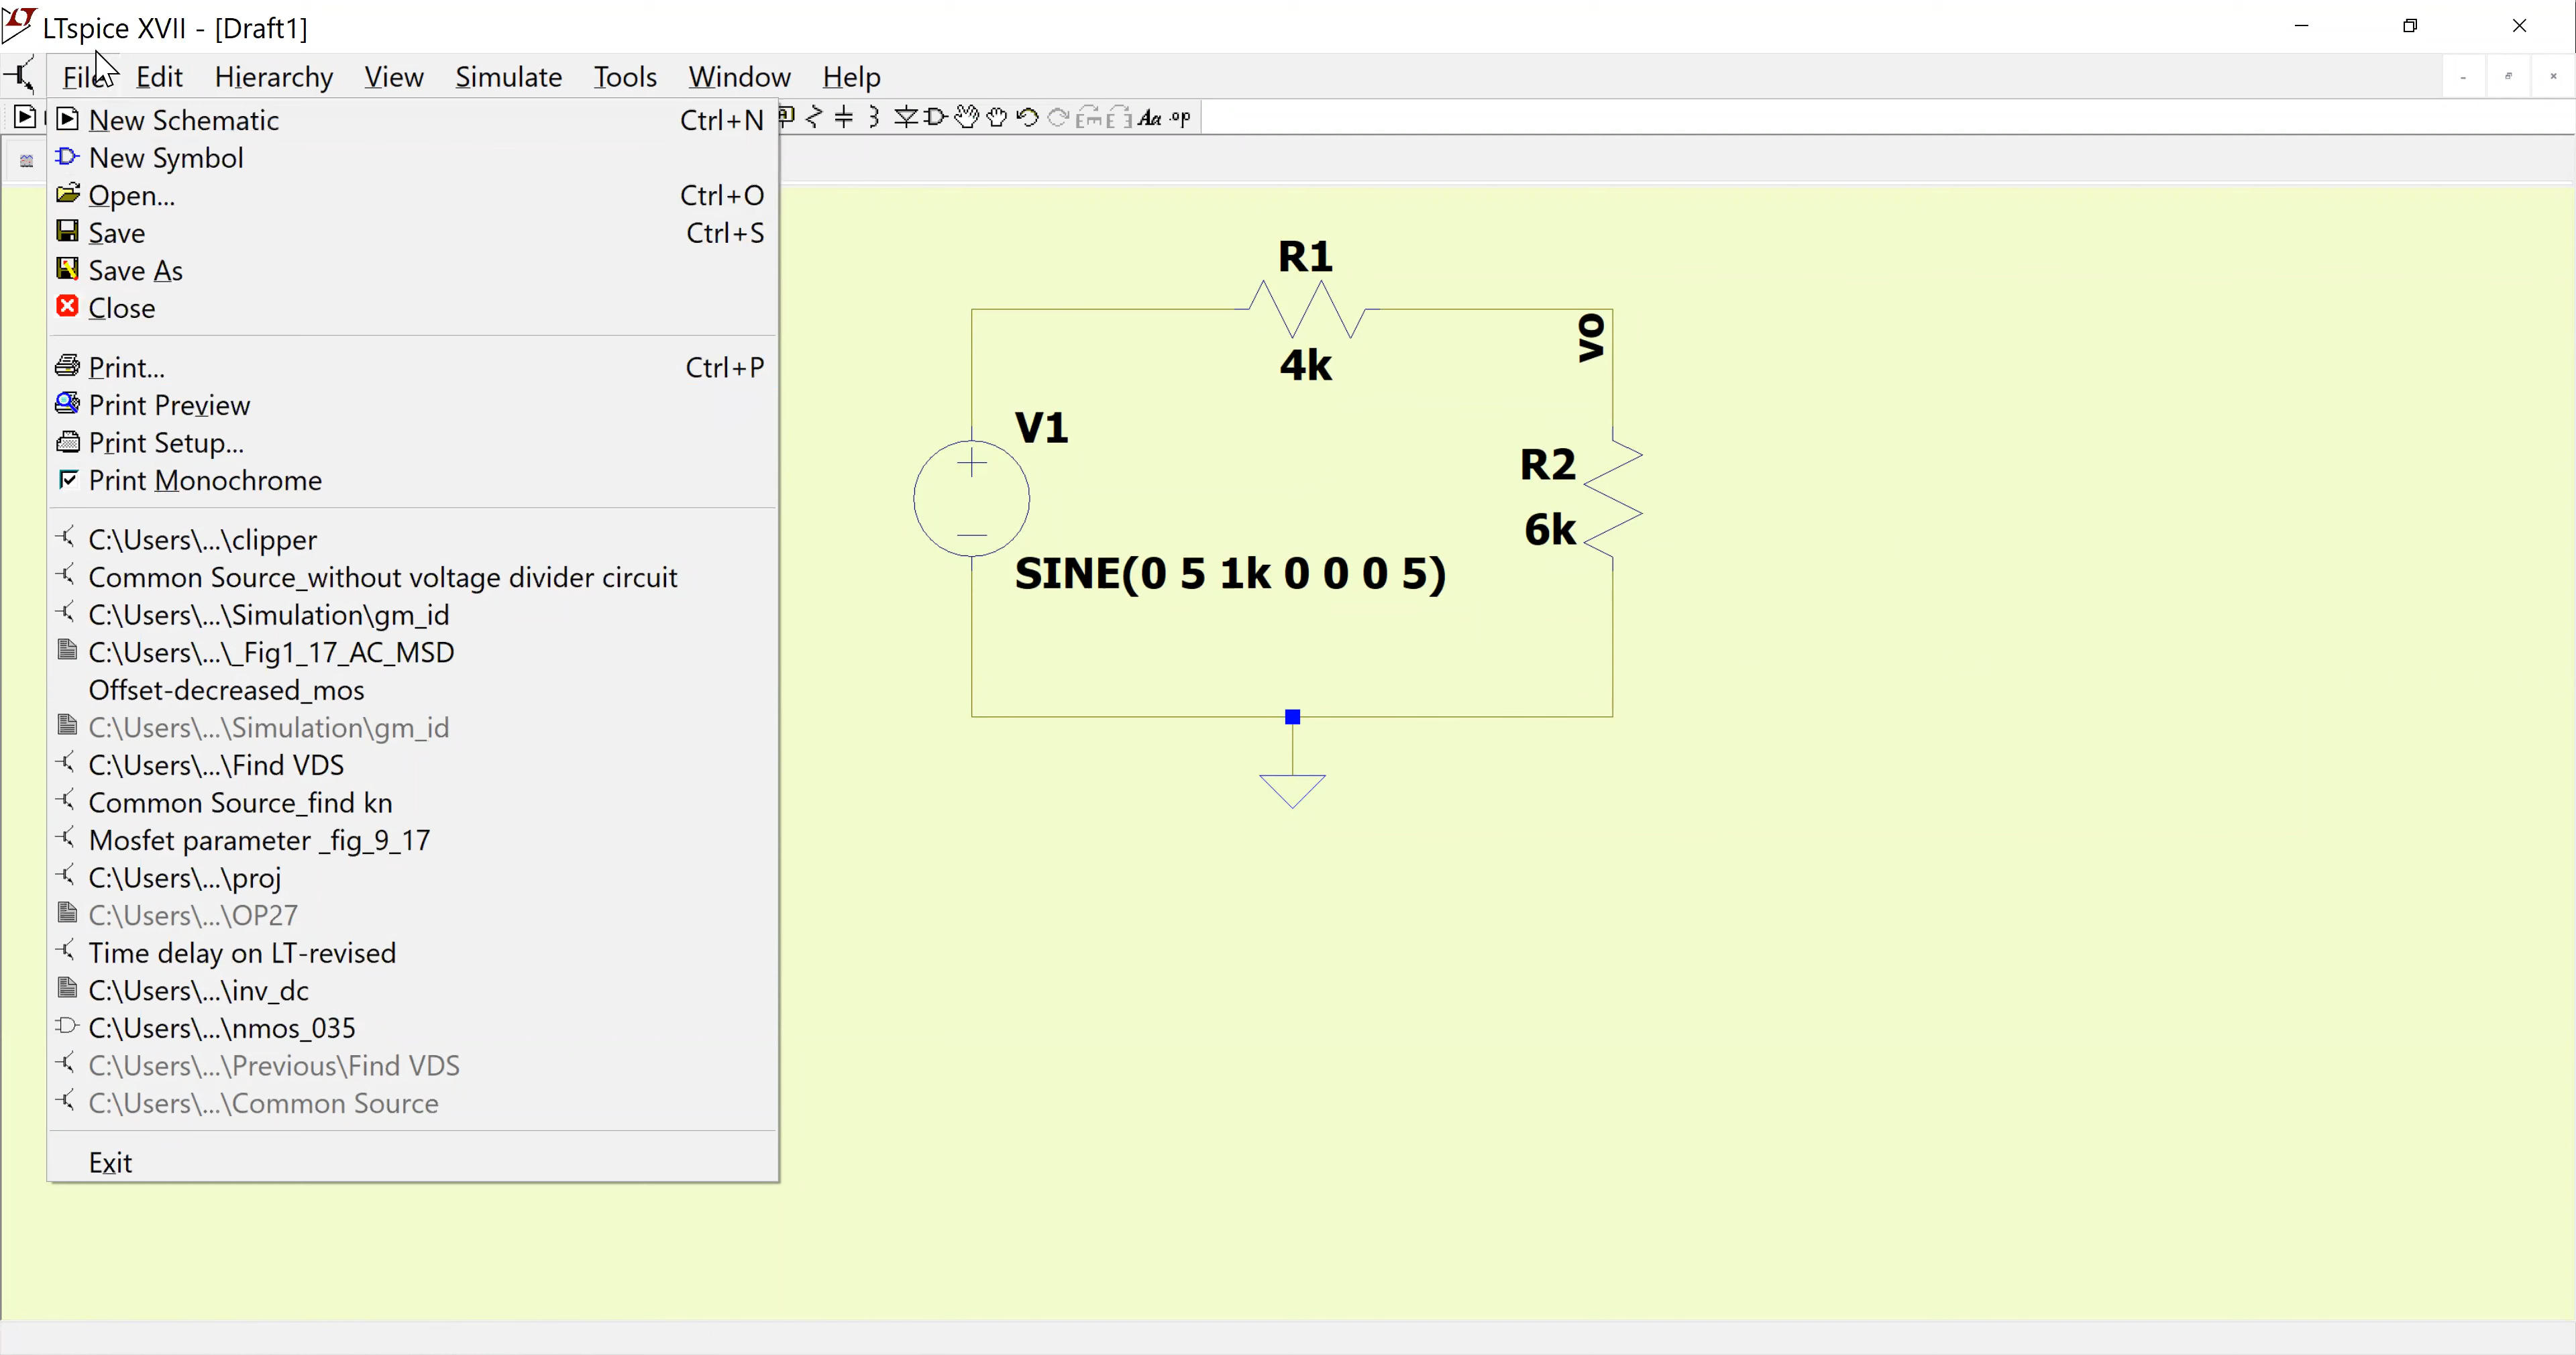 LTspice XVII - [Draft1]
File Edit Hierarchy View Simulate Tools Window Help
Aa .op
New Schematic Ctrl+N
New Symbol
Open... Ctrl+O
Save Ctrl+S
Save As
Close
Print... Ctrl+P
Print Preview
Print Setup...
Print Monochrome
C:\Users\...\clipper
Common Source_without voltage divider circuit
C:\Users\...\Simulation\gm_id
C:\Users\...\_Fig1_17_AC_MSD
Offset-decreased_mos
C:\Users\...\Simulation\gm_id
C:\Users\...\Find VDS
Common Source_find kn
Mosfet parameter _fig_9_17
C:\Users\...\proj
C:\Users\...\OP27
Time delay on LT-revised
C:\Users\...\inv_dc
C:\Users\...\nmos_035
C:\Users\...\Previous\Find VDS
C:\Users\...\Common Source
Exit
R1
4k
vo
V1
R2
6k
SINE(0 5 1k 0 0 0 5)